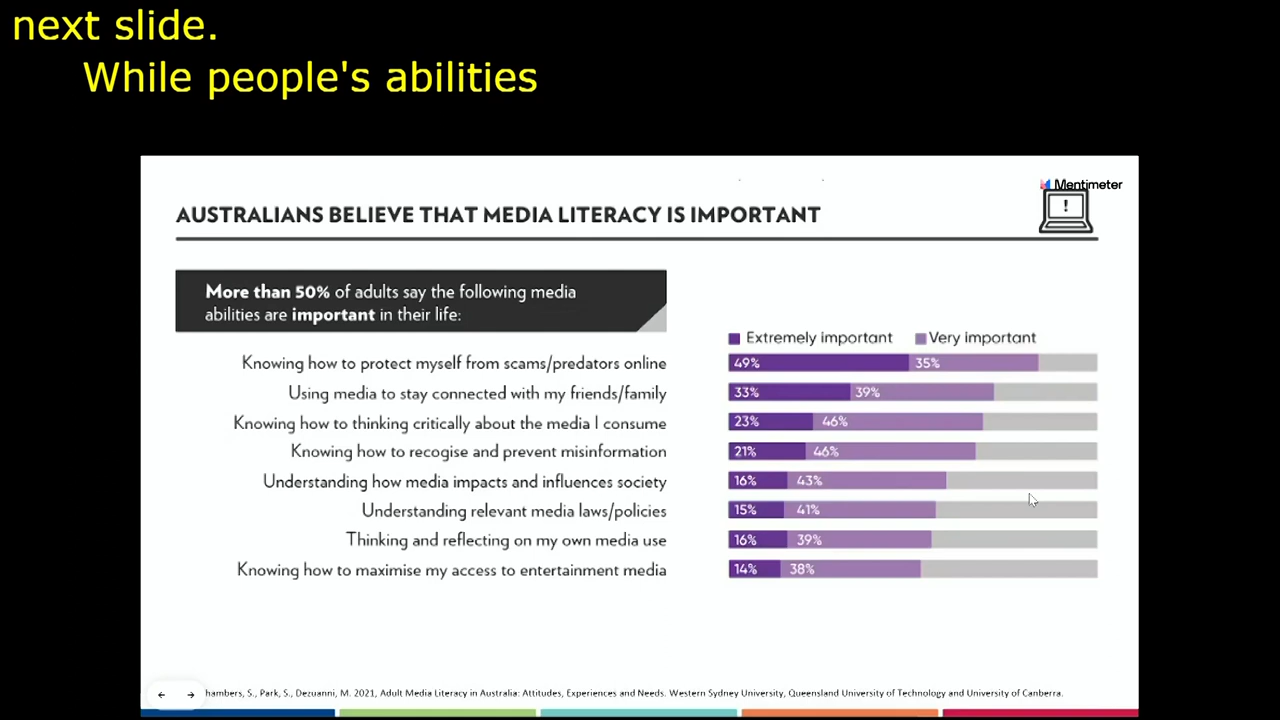 next slide.
While people's abilities
Mentimeter
!
AUSTRALIANS BELIEVE THAT MEDIA LITERACY IS IMPORTANT
More than 50% of adults say the following media
abilities are important in their life:
Extremely important Very important
Knowing how to protect myself from scams/predators online 49% 35%
Using media to stay connected with my friends/family 33% 39%
Knowing how to thinking critically about the media I consume 23% 46%
Knowing how to recogise and prevent misinformation 21% 46%
Understanding how media impacts and influences society 16% 43%
Understanding relevant media laws/policies 15% 41%
Thinking and reflecting on my own media use 16% 39%
Knowing how to maximise my access to entertainment media 14% 38%
hambers, S., Park, S., Dezuanni, M. 2021, Adult Media Literacy in Australia: Attitudes, Experiences and Needs. Western Sydney University, Queensland University of Technology and University of Canberra.